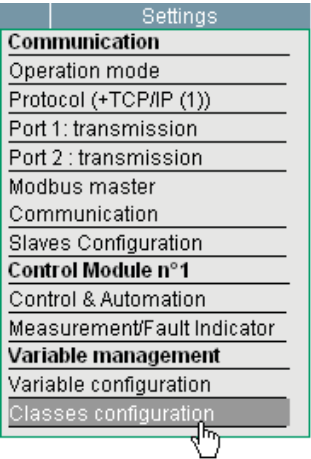 Settings
Communication
Operation mode
Protocol (+TCP/IP (1))
Port 1: transmission
Port 2 : transmission
Modbus master
Communication
Slaves Configuration
Control Module n°1
Control & Automation
Measurement/Fault Indicator
Variable management
Variable configuration
Classes configuration